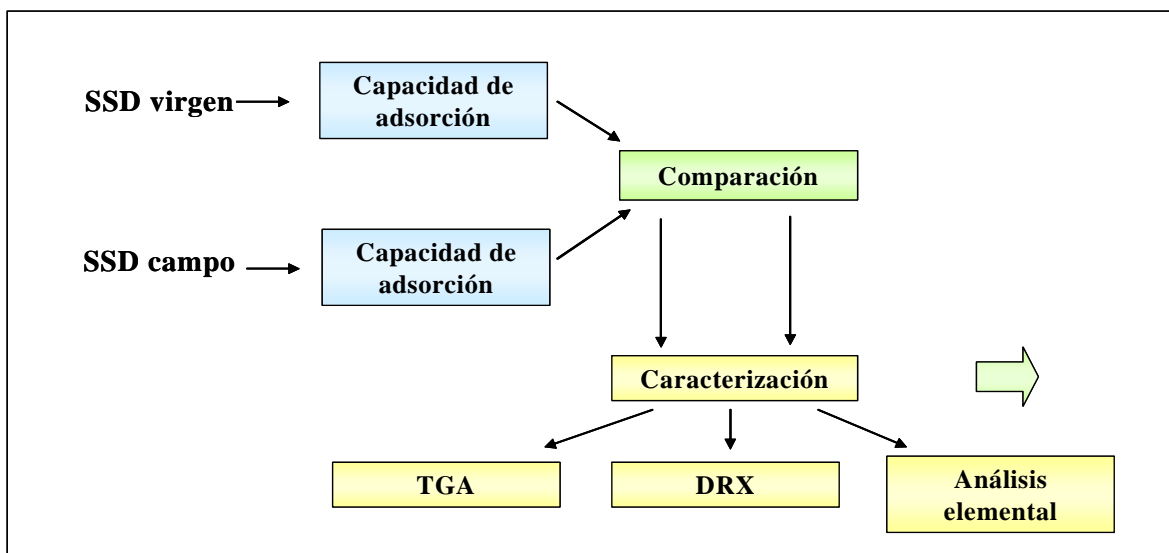 SSD virgen
Capacidad de
adsorción
Comparación
SSD campo
Capacidad de
adsorción
Caracterización
TGA
DRX
Análisis
elemental